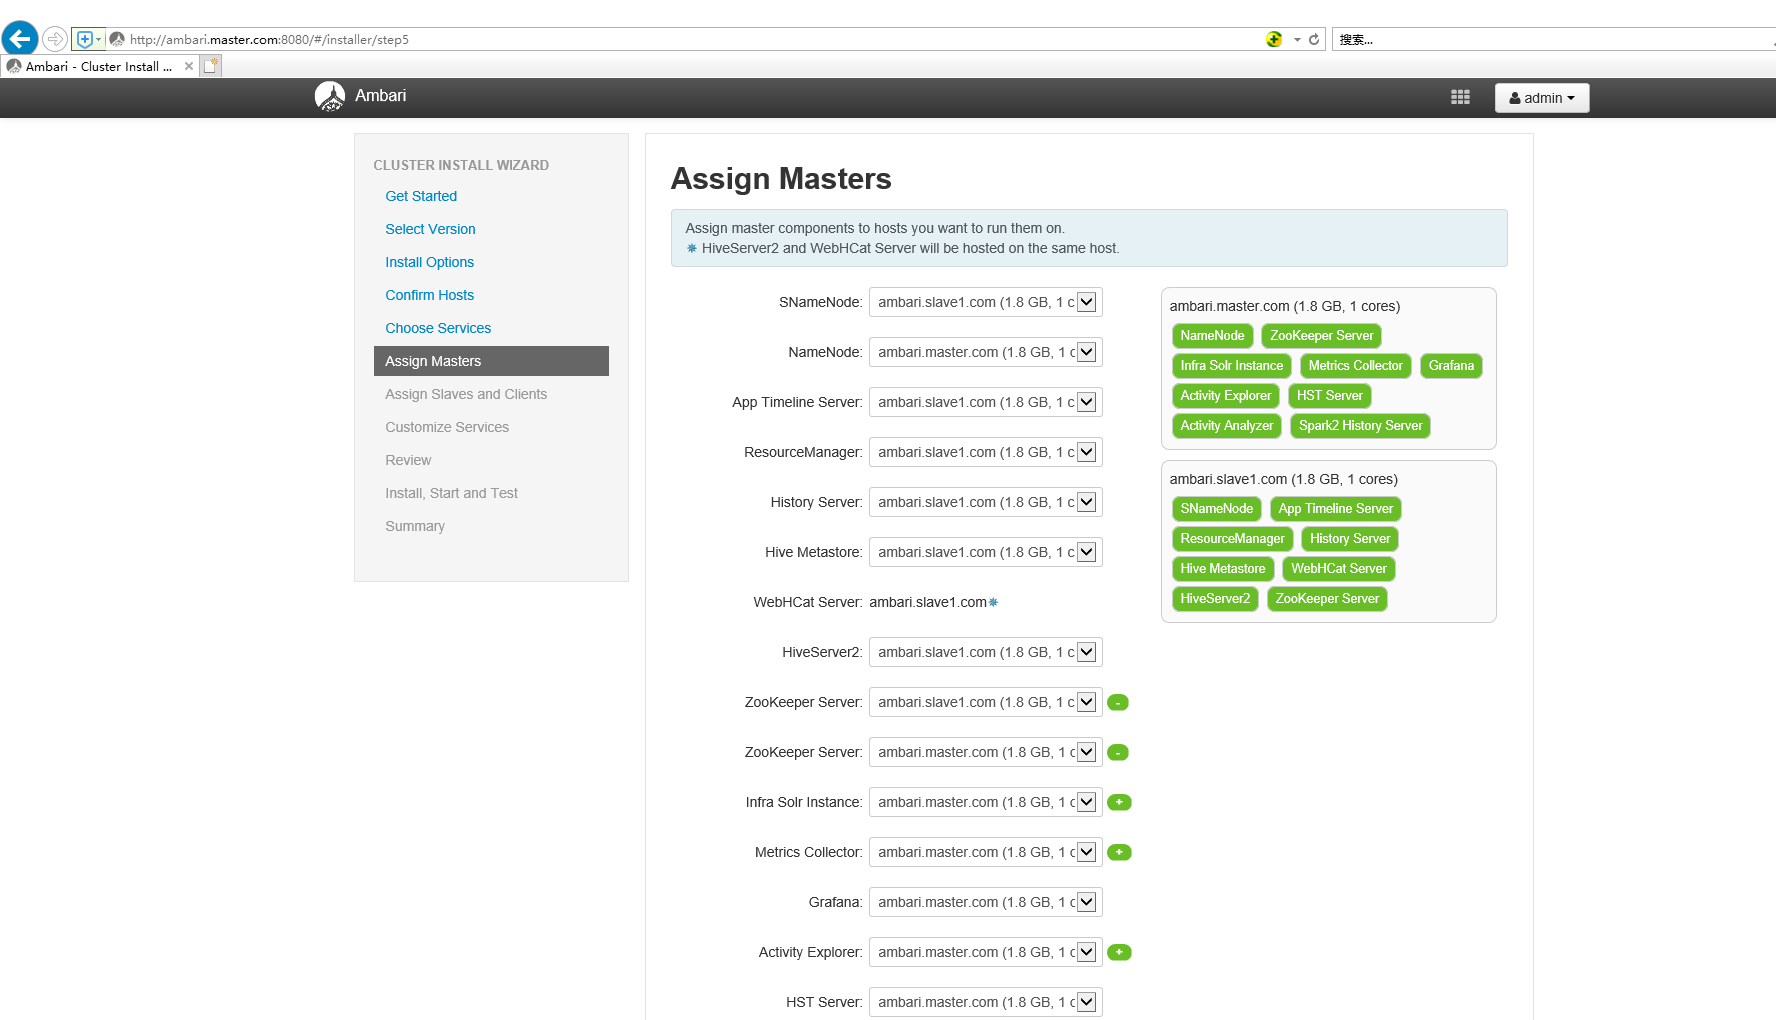 http://ambari.master.com:8080/#/installer/step5
搜索...
Ambari - Cluster Install ...
Ambari
admin
CLUSTER INSTALL WIZARD
Get Started
Select Version
Install Options
Confirm Hosts
Choose Services
Assign Masters
Assign Slaves and Clients
Customize Services
Review
Install, Start and Test
Summary
Assign Masters
Assign master components to hosts you want to run them on.
HiveServer2 and WebHCat Server will be hosted on the same host.
SNameNode: ambari.slave1.com (1.8 GB, 1 c
NameNode: ambari.master.com (1.8 GB, 1 c
App Timeline Server: ambari.slave1.com (1.8 GB, 1 c
ResourceManager: ambari.slave1.com (1.8 GB, 1 c
History Server: ambari.slave1.com (1.8 GB, 1 c
Hive Metastore: ambari.slave1.com (1.8 GB, 1 c
WebHCat Server: ambari.slave1.com
HiveServer2: ambari.slave1.com (1.8 GB, 1 c
ZooKeeper Server: ambari.slave1.com (1.8 GB, 1 c -
ZooKeeper Server: ambari.master.com (1.8 GB, 1 c -
Infra Solr Instance: ambari.master.com (1.8 GB, 1 c +
Metrics Collector: ambari.master.com (1.8 GB, 1 c +
Grafana: ambari.master.com (1.8 GB, 1 c
Activity Explorer: ambari.master.com (1.8 GB, 1 c +
HST Server: ambari.master.com (1.8 GB, 1 c
ambari.master.com (1.8 GB, 1 cores)
NameNode ZooKeeper Server
Infra Solr Instance Metrics Collector Grafana
Activity Explorer HST Server
Activity Analyzer Spark2 History Server
ambari.slave1.com (1.8 GB, 1 cores)
SNameNode App Timeline Server
ResourceManager History Server
Hive Metastore WebHCat Server
HiveServer2 ZooKeeper Server